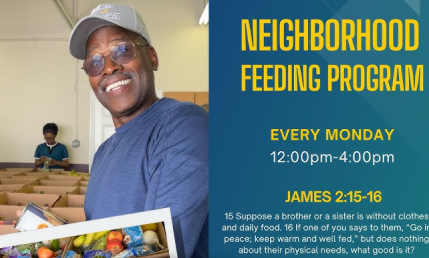 NEIGHBORHOOD
FEEDING PROGRAM
EVERY MONDAY
12:00pm-4:00pm
JAMES 2:15-16
15 Suppose a brother or a sister is without clothes
and daily food. 16 If one of you says to them, "Go in
peace; keep warm and well fed," but does nothing
about their physical needs, what good is it?